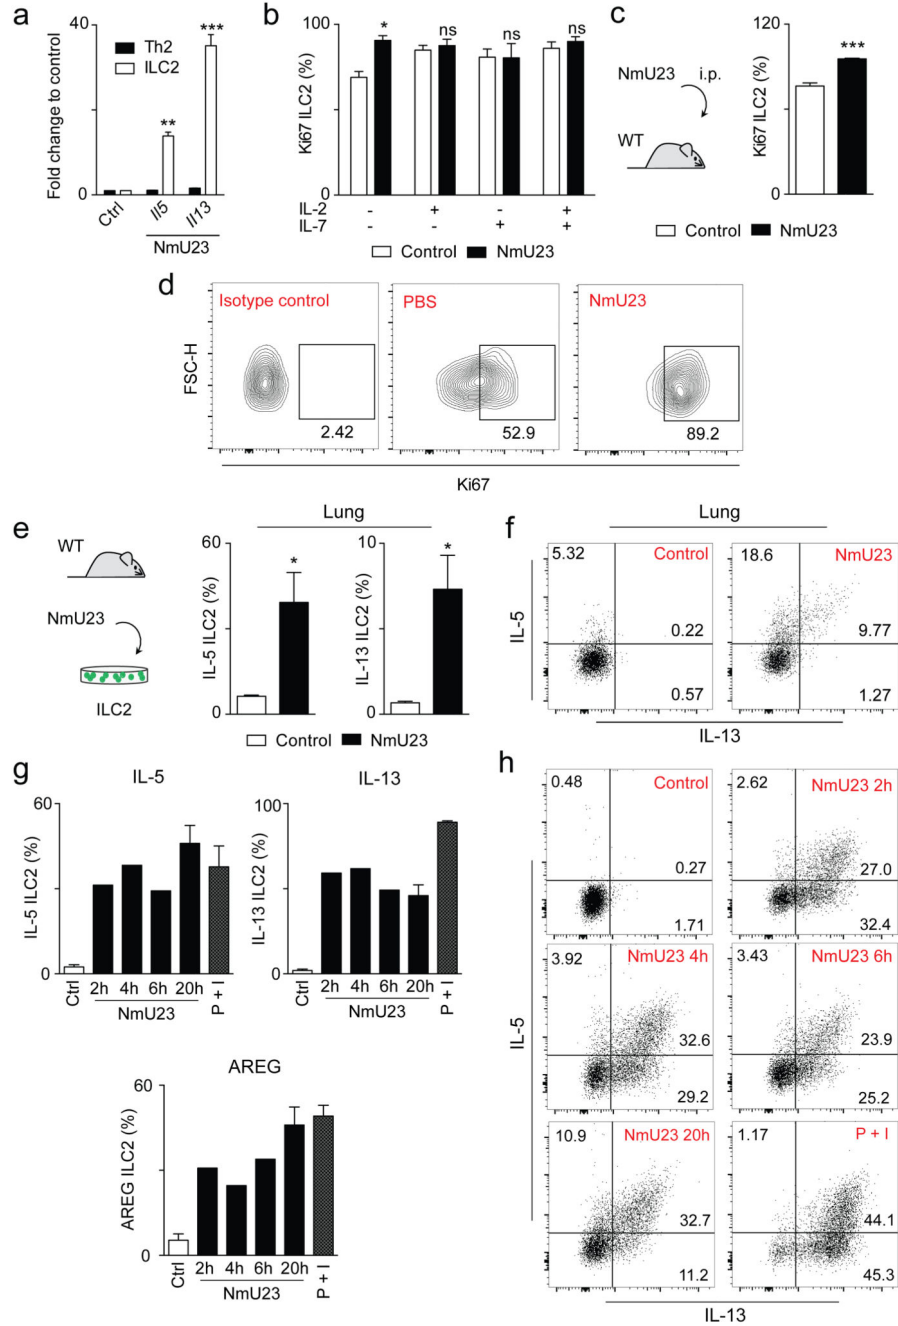 a
Fold change to control
40
0
Th2
ILC2
**
***
Ctrl
Il5
Il13
NmU23
b
Ki67 ILC2 (%)
100
0
*
ns
ns
ns
IL-2 - + - +
IL-7 - - + +
Control NmU23
c
NmU23 i.p.
WT
Ki67 ILC2 (%)
120
0
***
Control NmU23
d
FSC-H
Isotype control
2.42
PBS
52.9
NmU23
89.2
Ki67
e
WT
NmU23
ILC2
Lung
IL-5 ILC2 (%)
60
0
*
IL-13 ILC2 (%)
10
0
*
Control NmU23
f
Lung
IL-5
5.32
Control
0.22
0.57
18.6
NmU23
9.77
1.27
IL-13
g
IL-5
IL-5 ILC2 (%)
60
0
Ctrl
2h 4h 6h 20h
P + I
NmU23
IL-13
IL-13 ILC2 (%)
100
0
Ctrl
2h 4h 6h 20h
P + I
NmU23
AREG
AREG ILC2 (%)
60
0
Ctrl
2h 4h 6h 20h
P + I
NmU23
h
IL-5
0.48
Control
0.27
1.71
2.62
NmU23 2h
27.0
32.4
3.92
NmU23 4h
32.6
29.2
3.43
NmU23 6h
23.9
25.2
10.9
NmU23 20h
32.7
11.2
1.17
P + I
44.1
45.3
IL-13